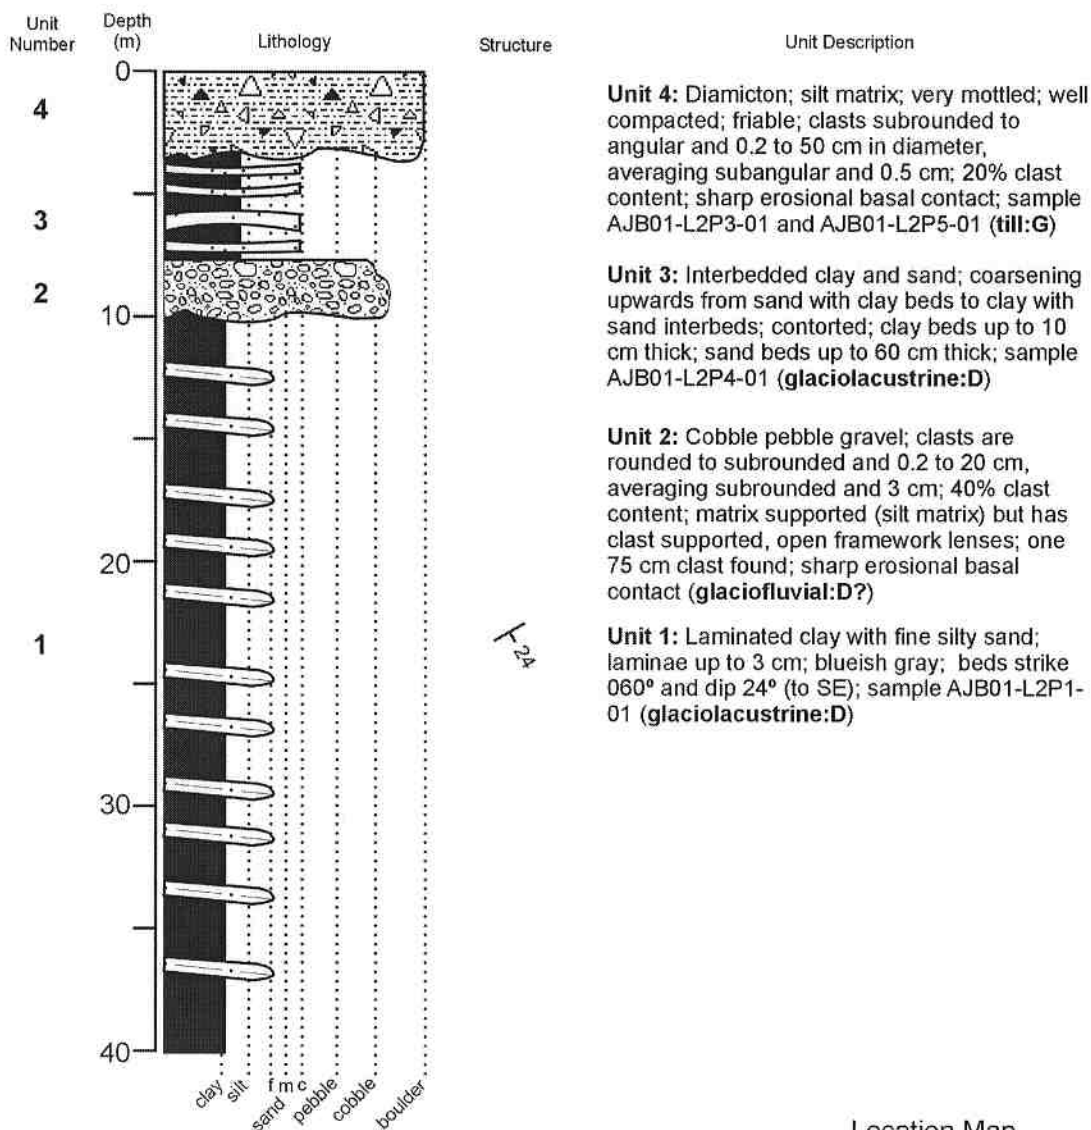 Unit Number
Depth (m)
Lithology
Structure
Unit Description
0
10
20
30
40
4
3
2
1
24
clay
silt
f m c
sand
pebble
cobble
boulder
Unit 4: Diamicton; silt matrix; very mottled; well
compacted; friable; clasts subrounded to
angular and 0.2 to 50 cm in diameter,
averaging subangular and 0.5 cm; 20% clast
content; sharp erosional basal contact; sample
AJB01-L2P3-01 and AJB01-L2P5-01 (till:G)
Unit 3: Interbedded clay and sand; coarsening
upwards from sand with clay beds to clay with
sand interbeds; contorted; clay beds up to 10
cm thick; sand beds up to 60 cm thick; sample
AJB01-L2P4-01 (glaciolacustrine:D)
Unit 2: Cobble pebble gravel; clasts are
rounded to subrounded and 0.2 to 20 cm,
averaging subrounded and 3 cm; 40% clast
content; matrix supported (silt matrix) but has
clast supported, open framework lenses; one
75 cm clast found; sharp erosional basal
contact (glaciofluvial:D?)
Unit 1: Laminated clay with fine silty sand;
laminae up to 3 cm; blueish gray; beds strike
060º and dip 24º (to SE); sample AJB01-L2P1-
01 (glaciolacustrine:D)